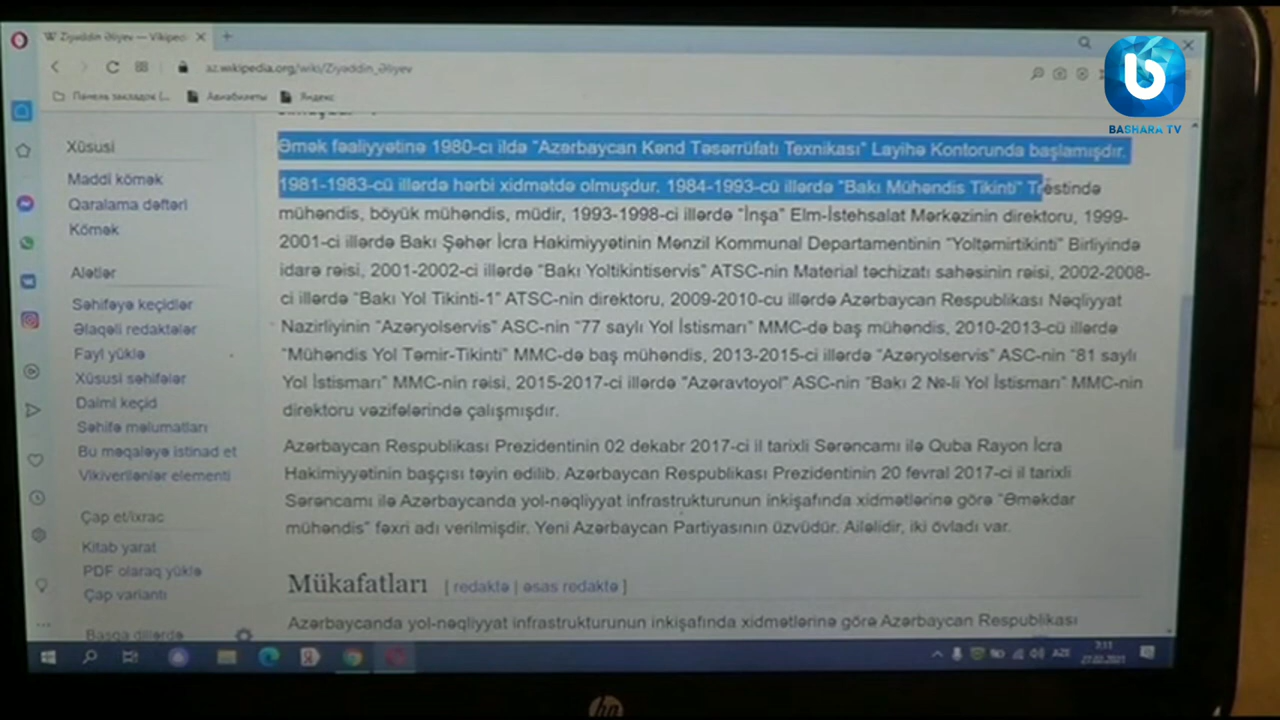 Ziyəddin Əliyev — Vikiped
az.wikipedia.org/wiki/Ziyəddin_Əliyev
Панель закладок (...
Авиабилеты
Яндекс
BASHARA TV
Xüsusi
Maddi kömək
Qaralama dəftəri
Kömək
Alətlər
Səhifəyə keçidlər
Əlaqəli redaktələr
Fayl yüklə
Xüsusi səhifələr
Daimi keçid
Səhifə məlumatları
Bu məqaləyə istinad et
Vikiverilənlər elementi
Çap et/ixrac
Kitab yarat
PDF olaraq yüklə
Çap variantı
Başqa dillərdə
Əmək fəaliyyətinə 1980-cı ildə "Azərbaycan Kənd Təsərrüfatı Texnikası" Layihə Kontorunda başlamışdır.
1981-1983-cü illərdə hərbi xidmətdə olmuşdur. 1984-1993-cü illərdə "Bakı Mühəndis Tikinti" Trestində
mühəndis, böyük mühəndis, müdir, 1993-1998-ci illərdə "İnşa" Elm-İstehsalat Mərkəzinin direktoru, 1999-
2001-ci illərdə Bakı Şəhər İcra Hakimiyyətinin Mənzil Kommunal Departamentinin "Yoltəmirtikinti" Birliyində
idarə rəisi, 2001-2002-ci illərdə "Bakı Yoltikintiservis" ATSC-nin Material təchizatı sahəsinin rəisi, 2002-2008-
ci illərdə "Bakı Yol Tikinti-1" ATSC-nin direktoru, 2009-2010-cu illərdə Azərbaycan Respublikası Nəqliyyat
Nazirliyinin "Azəryolservis" ASC-nin "77 saylı Yol İstismarı" MMC-də baş mühəndis, 2010-2013-cü illərdə
"Mühəndis Yol Təmir-Tikinti" MMC-də baş mühəndis, 2013-2015-ci illərdə "Azəryolservis" ASC-nin "81 saylı
Yol İstismarı" MMC-nin rəisi, 2015-2017-ci illərdə "Azəravtoyol" ASC-nin "Bakı 2 №-li Yol İstismarı" MMC-nin
direktoru vəzifələrində çalışmışdır.
Azərbaycan Respublikası Prezidentinin 02 dekabr 2017-ci il tarixli Sərəncamı ilə Quba Rayon İcra
Hakimiyyətinin başçısı təyin edilib. Azərbaycan Respublikası Prezidentinin 20 fevral 2017-ci il tarixli
Sərəncamı ilə Azərbaycanda yol-nəqliyyat infrastrukturunun inkişafında xidmətlərinə görə "Əməkdar
mühəndis" fəxri adı verilmişdir. Yeni Azərbaycan Partiyasının üzvüdür. Ailəlidir, iki övladı var.
Mükafatları [ redaktə | əsas redaktə ]
Azərbaycanda yol-nəqliyyat infrastrukturunun inkişafında xidmətlərinə görə Azərbaycan Respublikası
AZE
7:11
27.02.2021
hp